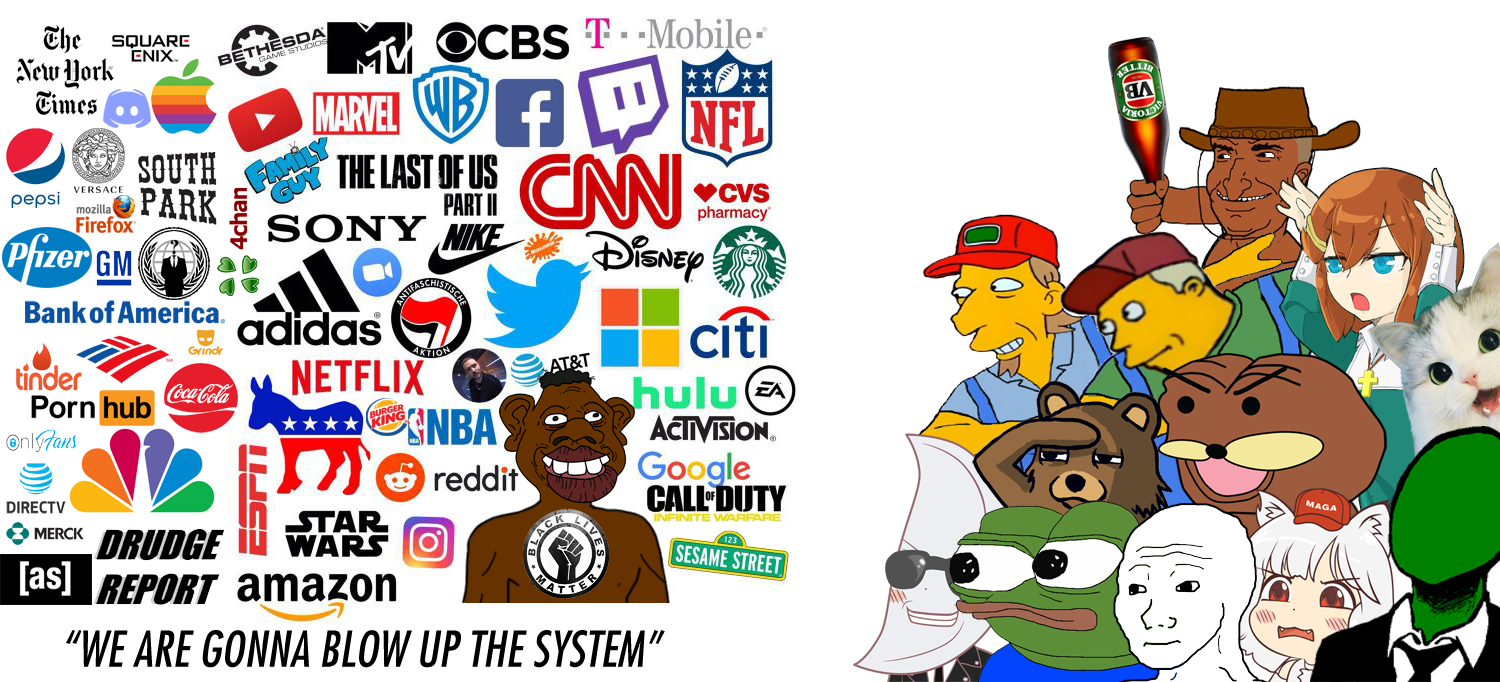 The
New York
Times
SQUARE
ENIX
BETHESDA
GAME STUDIOS
MTV
CBS
T··Mobile·
pepsi
VERSACE
SOUTH
PARK
MARVEL
WB
f
NFL
mozilla
Firefox
FAMILY
GUY
THE LAST OF US
PART II
CNN
CVS
pharmacy
4chan
SONY
NIKE
Disney
Pfizer
GM
Bank of America
adidas
ANTIFASCHISTISCHE
AKTION
citi
Grindr
tinder
Porn hub
Coca-Cola
NETFLIX
AT&T
hulu
EA
BURGER
KING
NBA
ACTIVISION
OnlyFans
ESPN
reddit
Google
CALL OF DUTY
INFINITE WARFARE
DIRECTV
MERCK
DRUDGE
REPORT
STAR
WARS
BLACK LIVES
MATTER
123
SESAME STREET
[as]
amazon
"WE ARE GONNA BLOW UP THE SYSTEM"
VICTORIA
VB
BITTER
MAGA